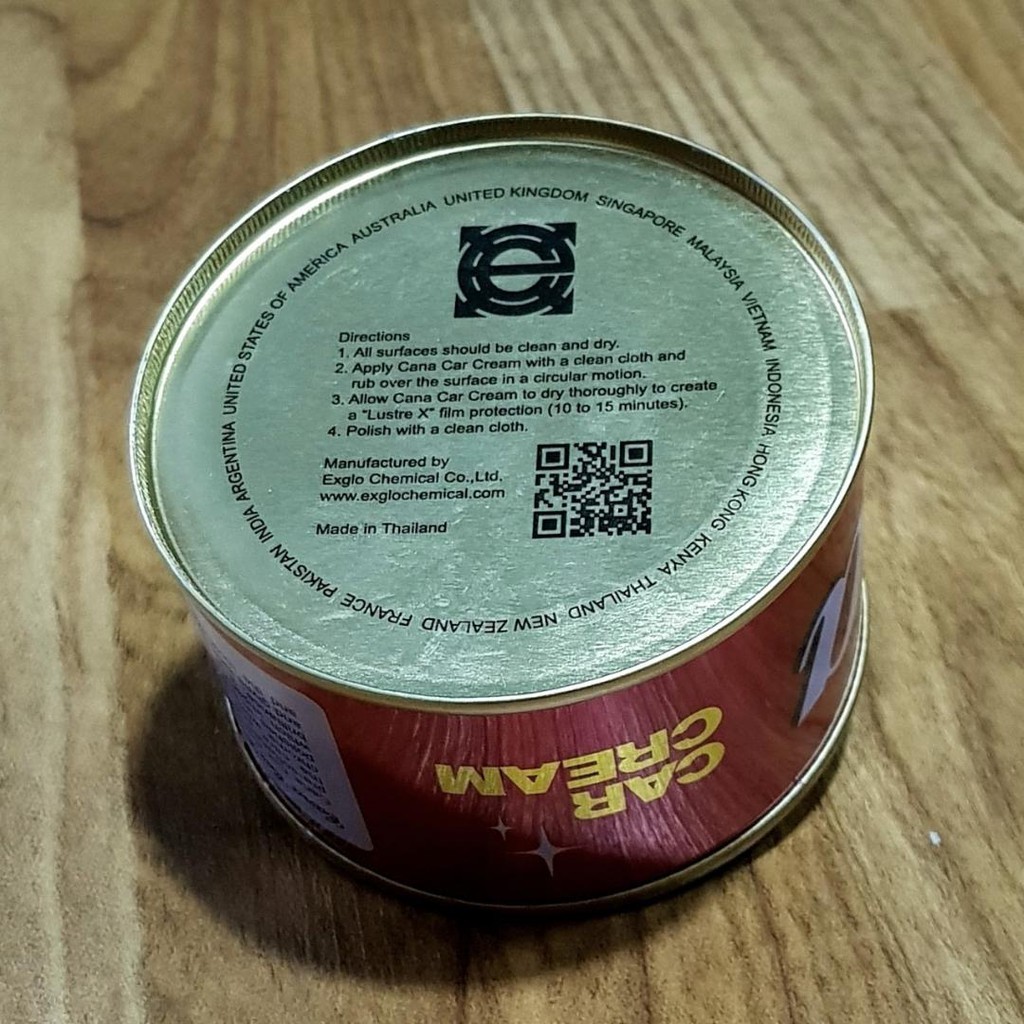 UNITED STATES OF AMERICA AUSTRALIA UNITED KINGDOM SINGAPORE MALAYSIA VIETNAM INDONESIA HONG KONG KENYA THAILAND NEW ZEALAND FRANCE PAKISTAN INDIA ARGENTINA
e
Directions
1. All surfaces should be clean and dry.
2. Apply Cana Car Cream with a clean cloth and
rub over the surface in a circular motion.
3. Allow Cana Car Cream to dry thoroughly to create
a "Lustre X" film protection (10 to 15 minutes).
4. Polish with a clean cloth.
Manufactured by
Exglo Chemical Co.,Ltd.
www.exglochemical.com
Made in Thailand
CAR
CREAM